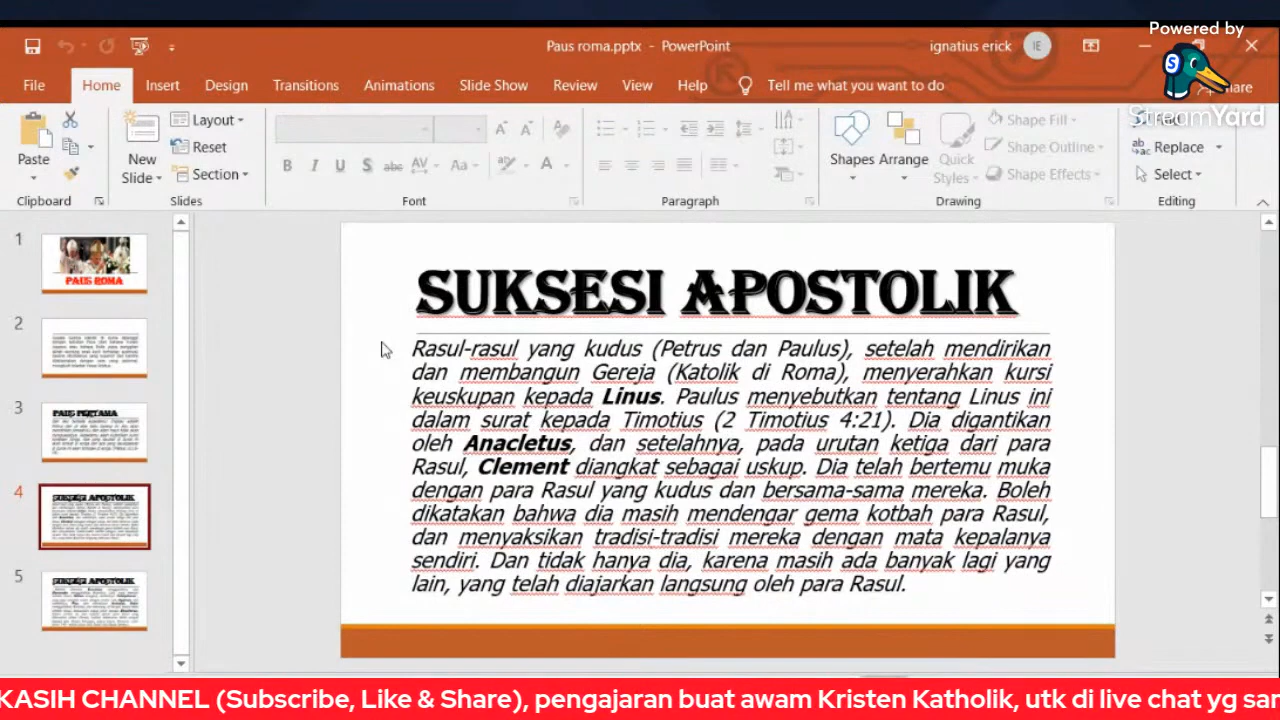 Powered by
StreamYard
Paus roma.pptx - PowerPoint
ignatius erick
IE
File
Home
Insert
Design
Transitions
Animations
Slide Show
Review
View
Help
Tell me what you want to do
Paste
Clipboard
New
Slide
Layout
Reset
Section
Slides
Font
Paragraph
Shapes
Arrange
Quick
Styles
Shape Fill
Shape Outline
Shape Effects
Drawing
Replace
Select
Editing
1
PAUS ROMA
2
3
PAUS PERTAMA
4
SUKSESI APOSTOLIK
5
SUKSESI APOSTOLIK
SUKSESI APOSTOLIK
Rasul-rasul yang kudus (Petrus dan Paulus), setelah mendirikan
dan membangun Gereja (Katolik di Roma), menyerahkan kursi
keuskupan kepada Linus. Paulus menyebutkan tentang Linus ini
dalam surat kepada Timotius (2 Timotius 4:21). Dia digantikan
oleh Anacletus, dan setelahnya, pada urutan ketiga dari para
Rasul, Clement diangkat sebagai uskup. Dia telah bertemu muka
dengan para Rasul yang kudus dan bersama-sama mereka. Boleh
dikatakan bahwa dia masih mendengar gema kotbah para Rasul,
dan menyaksikan tradisi-tradisi mereka dengan mata kepalanya
sendiri. Dan tidak hanya dia, karena masih ada banyak lagi yang
lain, yang telah diajarkan langsung oleh para Rasul.
KASIH CHANNEL (Subscribe, Like & Share), pengajaran buat awam Kristen Katholik, utk di live chat yg